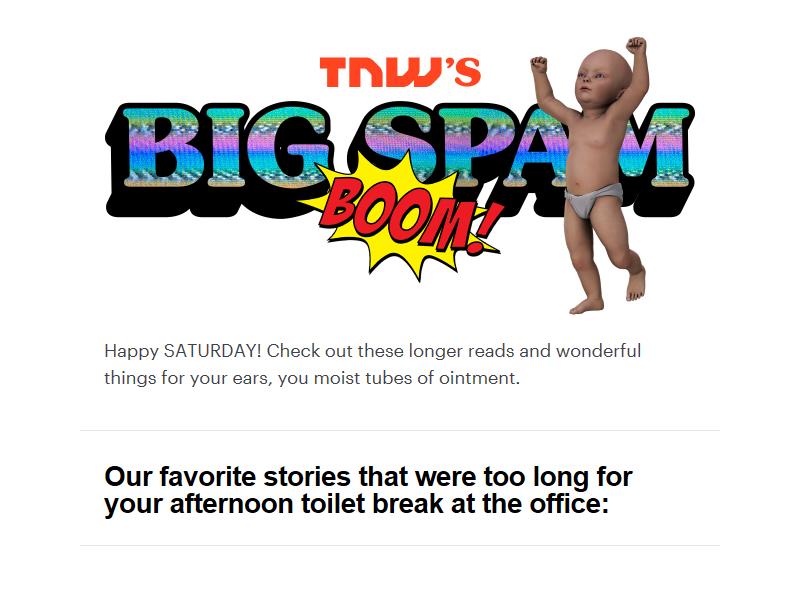 TNW'S
BIG SPAM
BOOM!
Happy SATURDAY! Check out these longer reads and wonderful
things for your ears, you moist tubes of ointment.
Our favorite stories that were too long for
your afternoon toilet break at the office: